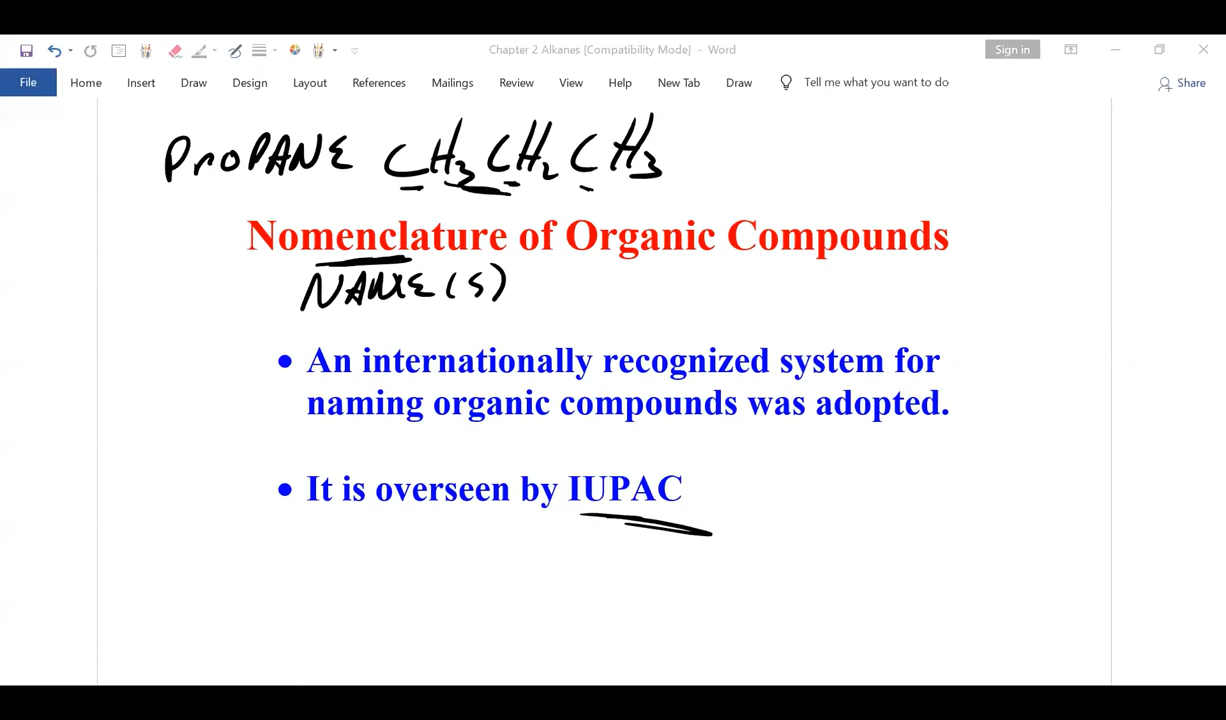 Chapter 2 Alkanes [Compatibility Mode] - Word
Sign in
File Home Insert Draw Design Layout References Mailings Review View Help New Tab Draw Tell me what you want to do Share
ProPANE CH3CH2CH3
Nomenclature of Organic Compounds
NAME(S)
• An internationally recognized system for
naming organic compounds was adopted.
• It is overseen by IUPAC